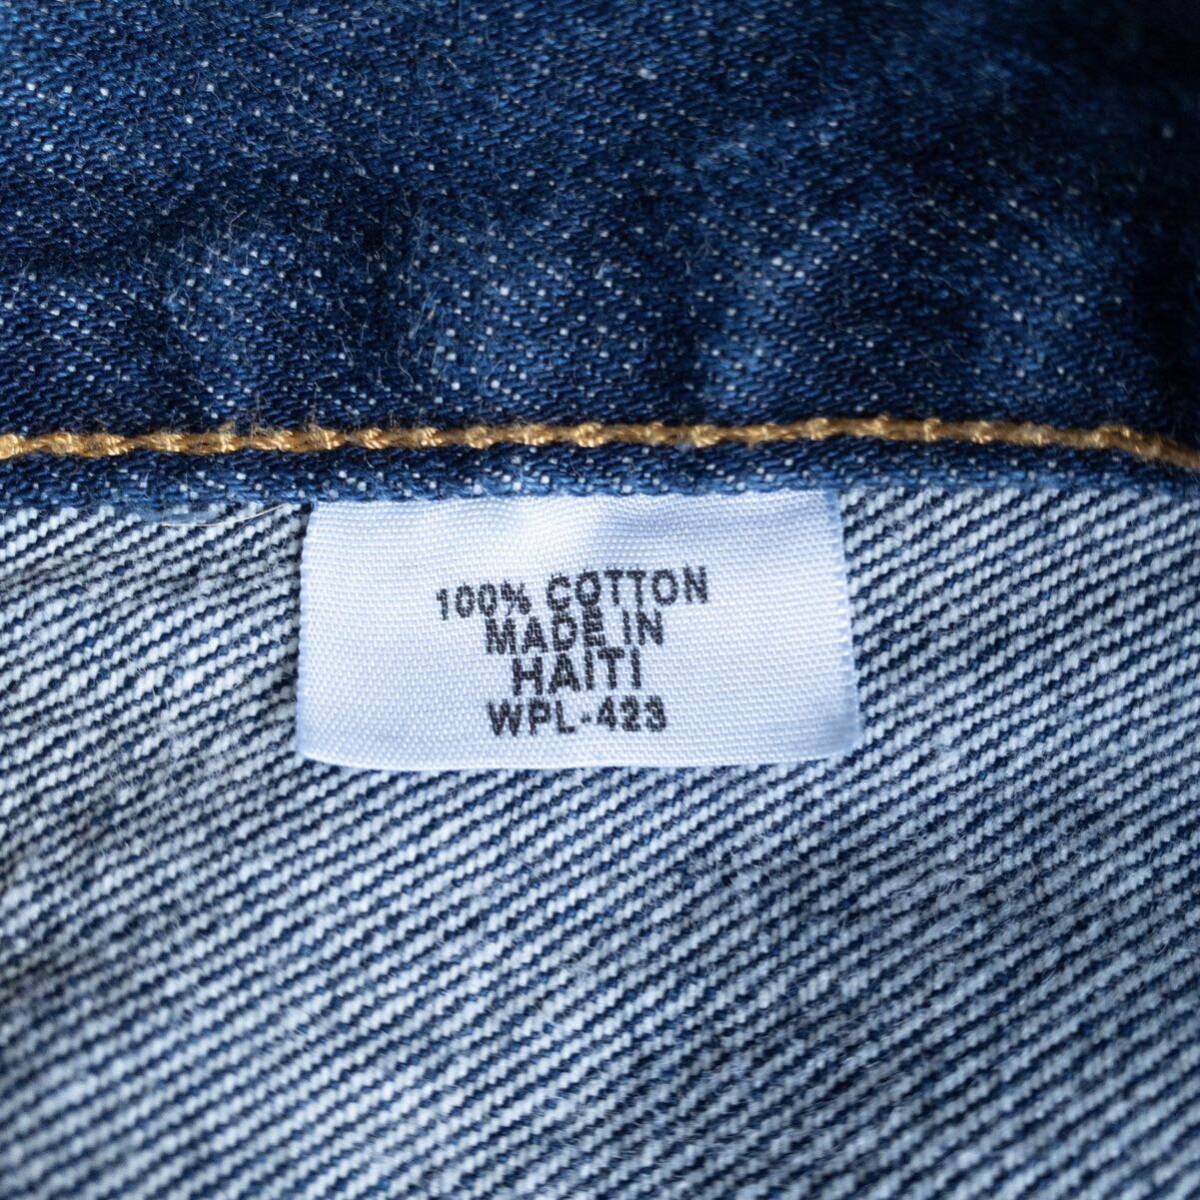 100% COTTON
MADE IN
HAITI
WPL-423